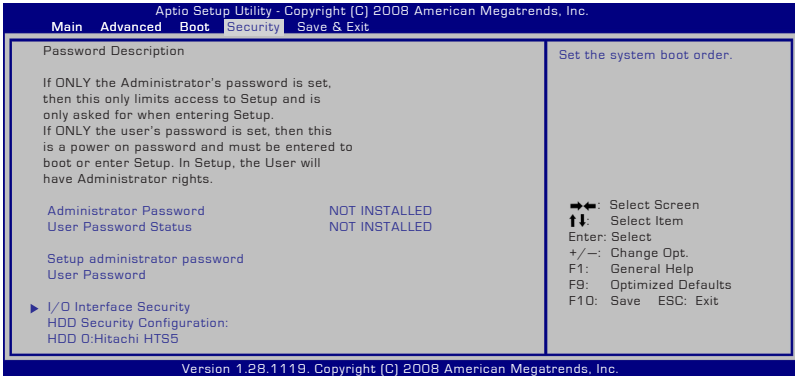 Aptio Setup Utility - Copyright (C) 2008 American Megatrends, Inc.
Main Advanced Boot Security Save & Exit
Password Description
If ONLY the Administrator's password is set,
then this only limits access to Setup and is
only asked for when entering Setup.
If ONLY the user's password is set, then this
is a power on password and must be entered to
boot or enter Setup. In Setup, the User will
have Administrator rights.
Administrator Password NOT INSTALLED
User Password Status NOT INSTALLED
Setup administrator password
User Password
I/O Interface Security
HDD Security Configuration:
HDD 0:Hitachi HTS5
Set the system boot order.
→←: Select Screen
↑↓: Select Item
Enter: Select
+/—: Change Opt.
F1: General Help
F9: Optimized Defaults
F10: Save ESC: Exit
Version 1.28.1119. Copyright (C) 2008 American Megatrends, Inc.